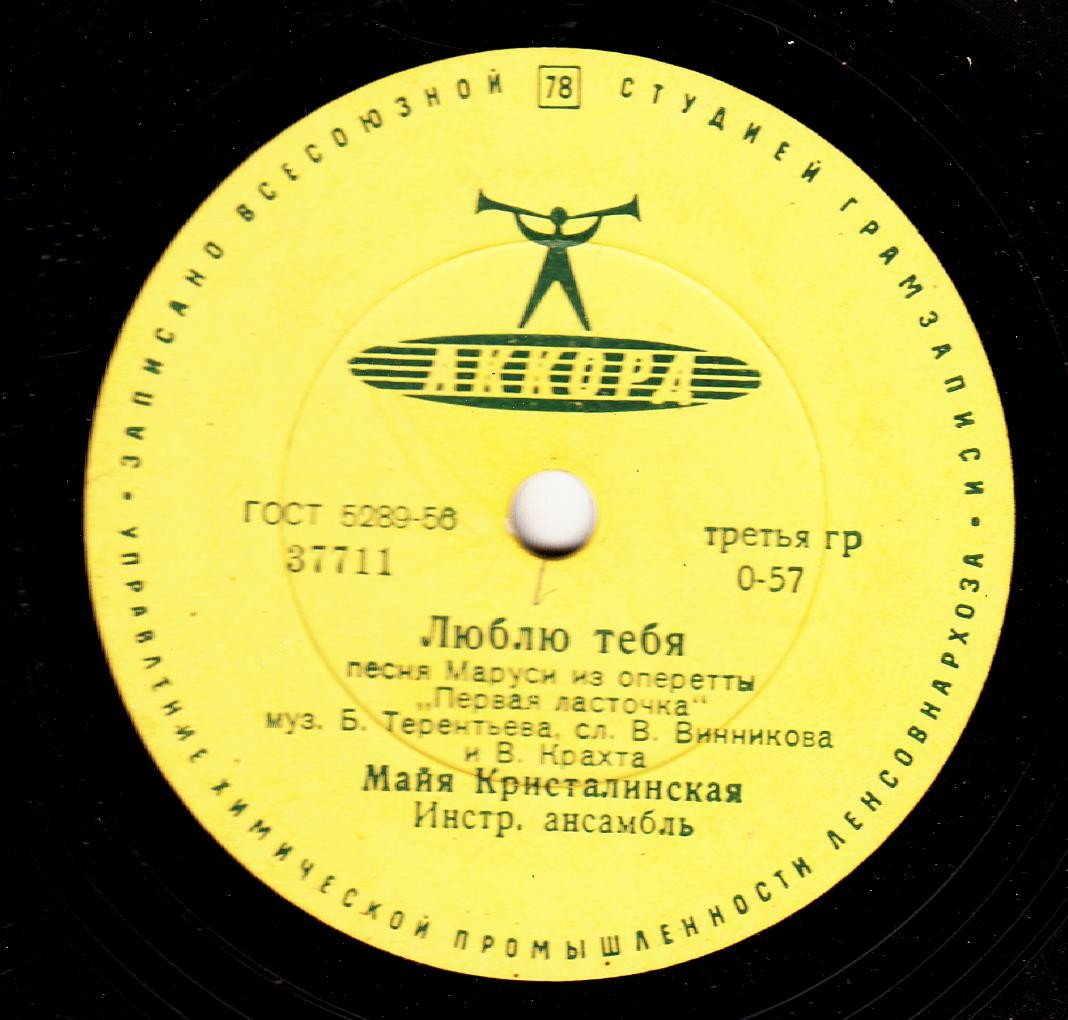 ЗАПИСАНО ВСЕСОЮЗНОЙ 78 СТУДИЕЙ ГРАМЗАПИСИ •
АККОРД
ГОСТ 5289-56
37711
третья гр
0-57
Люблю тебя
песня Маруси из оперетты
„Первая ласточка“
муз. Б. Терентьева, сл. В. Винникова
и В. Крахта
Майя Кристалинская
Инстр. ансамбль
УПРАВЛЕНИЕ ХИМИЧЕСКОЙ ПРОМЫШЛЕННОСТИ ЛЕНСОВНАРХОЗА •